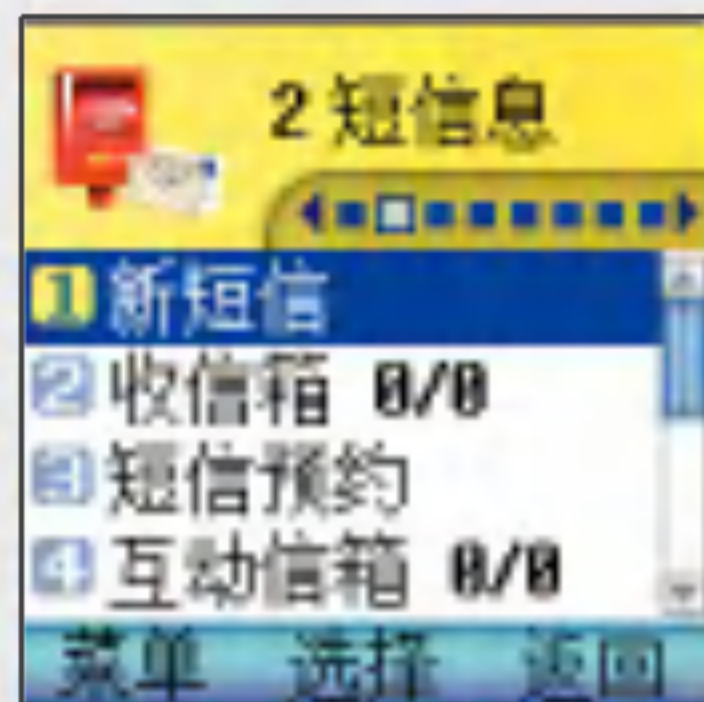 2 短信息
1 新短信
2 收信箱 0/0
3 短信预约
4 互动信箱 0/0
菜单 选择 返回